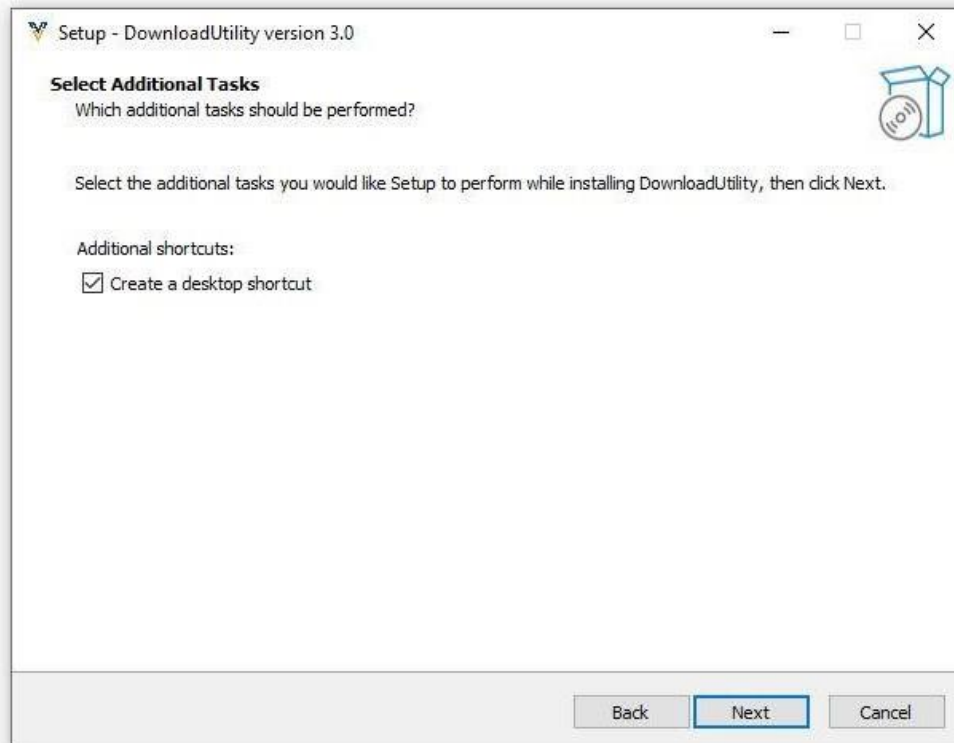 Setup - DownloadUtility version 3.0
Select Additional Tasks
Which additional tasks should be performed?
Select the additional tasks you would like Setup to perform while installing DownloadUtility, then click Next.
Additional shortcuts:
Create a desktop shortcut
Back Next Cancel